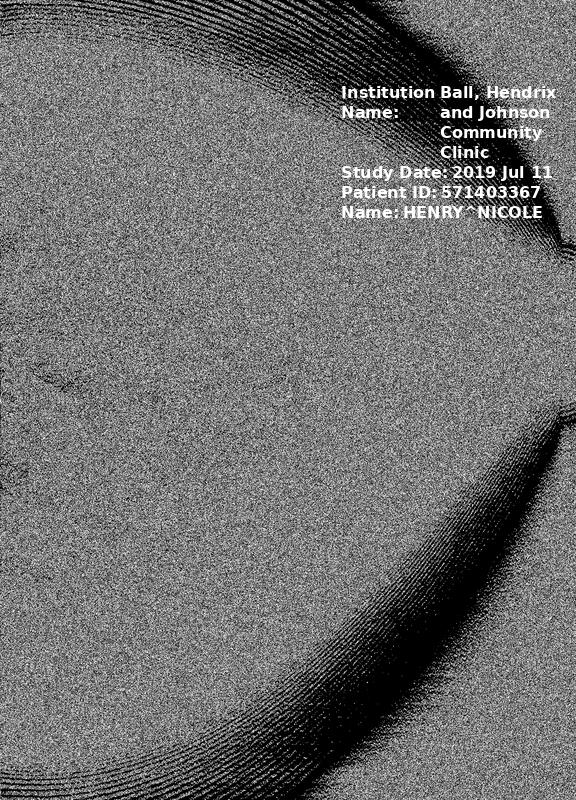 Institution Ball, Hendrix
Name: and Johnson
Community
Clinic
Study Date: 2019 Jul 11
Patient ID: 571403367
Name: HENRY^NICOLE